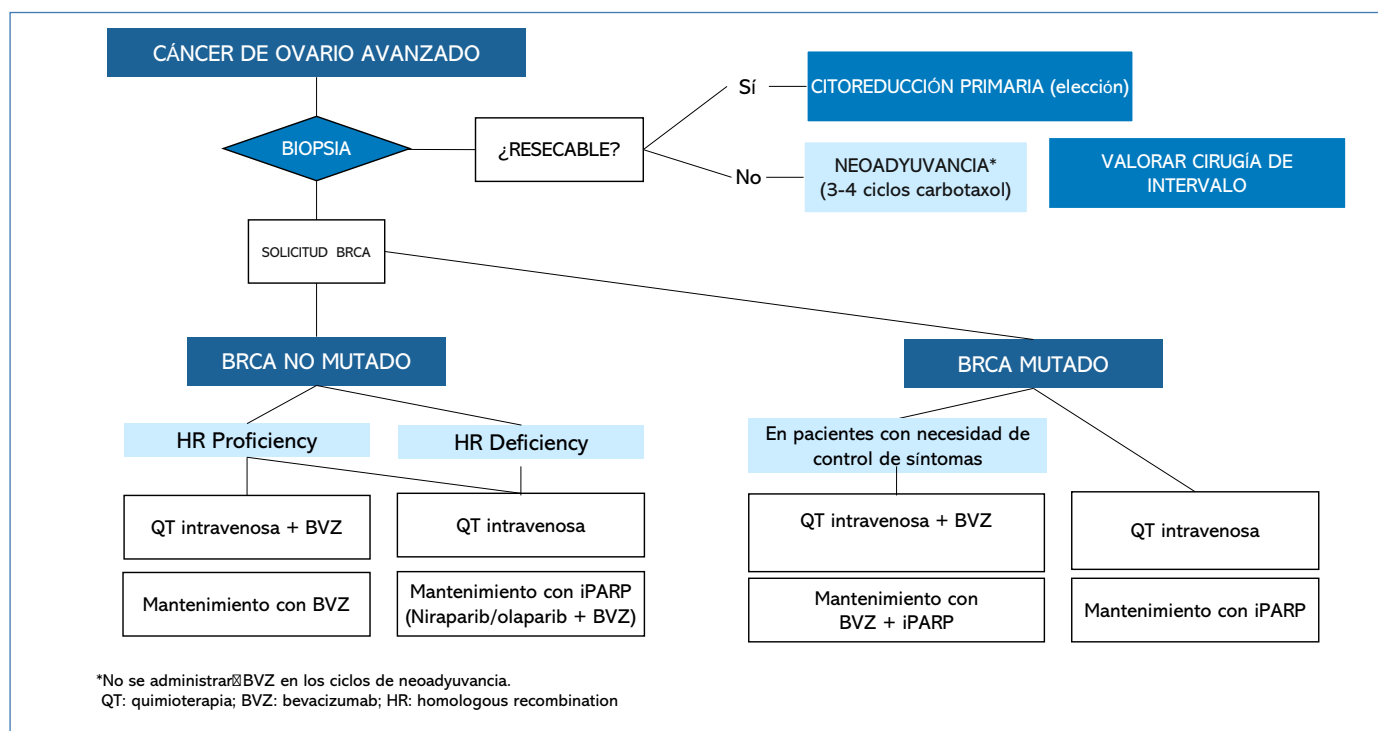 CÁNCER DE OVARIO AVANZADO
Sí
CITOREDUCCIÓN PRIMARIA (elección)
BIOPSIA
¿RESECABLE?
No
NEOADYUVANCIA*
(3-4 ciclos carbotaxol)
VALORAR CIRUGÍA DE
INTERVALO
SOLICITUD BRCA
BRCA NO MUTADO
BRCA MUTADO
HR Proficiency
HR Deficiency
En pacientes con necesidad de
control de síntomas
QT intravenosa + BVZ
QT intravenosa
QT intravenosa + BVZ
QT intravenosa
Mantenimiento con BVZ
Mantenimiento con iPARP
(Niraparib/olaparib + BVZ)
Mantenimiento con
BVZ + iPARP
Mantenimiento con iPARP
*No se administrar⍰BVZ en los ciclos de neoadyuvancia.
QT: quimioterapia; BVZ: bevacizumab; HR: homologous recombination